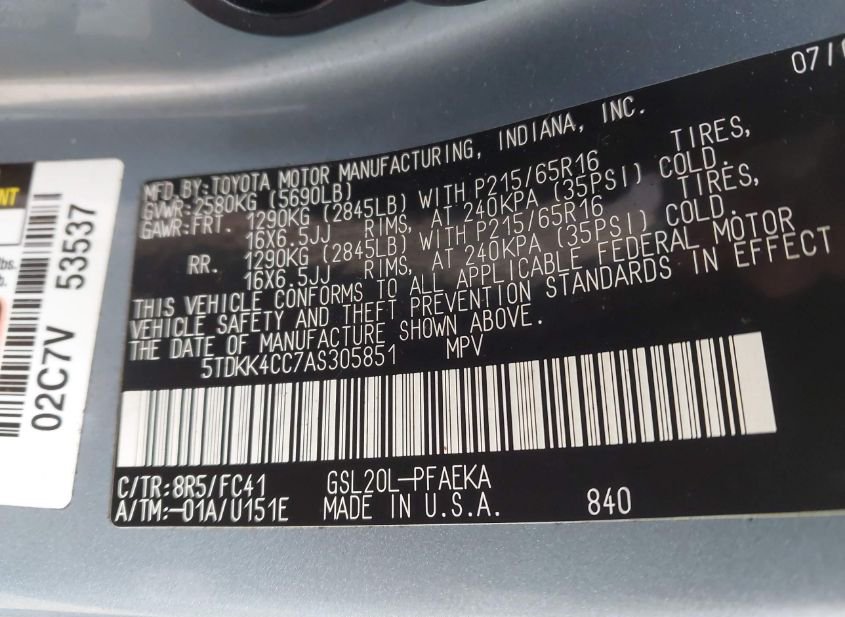 07/
MFD.BY:TOYOTA MOTOR MANUFACTURING, INDIANA, INC.
GVWR:2580KG (5690LB)
GAWR:FRT. 1290KG (2845LB) WITH P215/65R16 TIRES,
16X6.5JJ RIMS, AT 240KPA (35PSI) COLD.
RR. 1290KG (2845LB) WITH P215/65R16 TIRES,
16X6.5JJ RIMS, AT 240KPA (35PSI) COLD.
THIS VEHICLE CONFORMS TO ALL APPLICABLE FEDERAL MOTOR
VEHICLE SAFETY AND THEFT PREVENTION STANDARDS IN EFFECT
THE DATE OF MANUFACTURE SHOWN ABOVE.
5TDKK4CC7AS305851 MPV
C/TR:8R5/FC41 GSL20L-PFAEKA
A/TM:-01A/U151E MADE IN U.S.A. 840
02C7V 53537